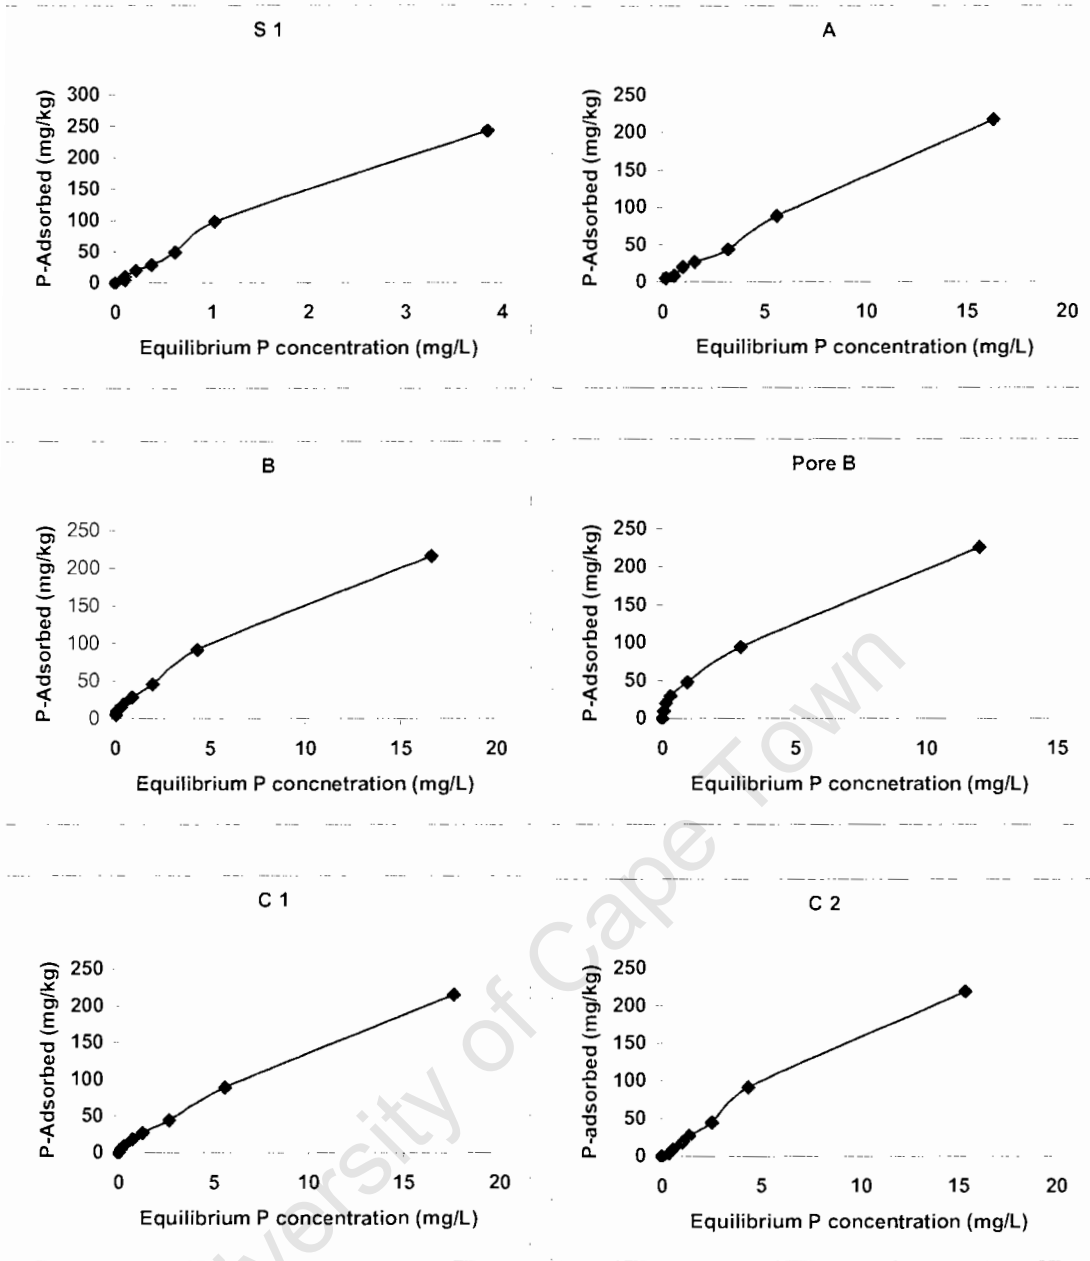 S 1
P-Adsorbed (mg/kg)
300
250
200
150
100
50
0
0 1 2 3 4
Equilibrium P concentration (mg/L)
A
P-Adsorbed (mg/kg)
250
200
150
100
50
0
0 5 10 15 20
Equilibrium P concentration (mg/L)
B
P-Adsorbed (mg/kg)
250
200
150
100
50
0
0 5 10 15 20
Equilibrium P concnetration (mg/L)
Pore B
P-Adsorbed (mg/kg)
250
200
150
100
50
0
0 5 10 15
Equilibrium P concnetration (mg/L)
C 1
P-Adsorbed (mg/kg)
250
200
150
100
50
0
0 5 10 15 20
Equilibrium P concentration (mg/L)
C 2
P-adsorbed (mg/kg)
250
200
150
100
50
0
0 5 10 15 20
Equilibrium P concentration (mg/L)
versity of Cape Town